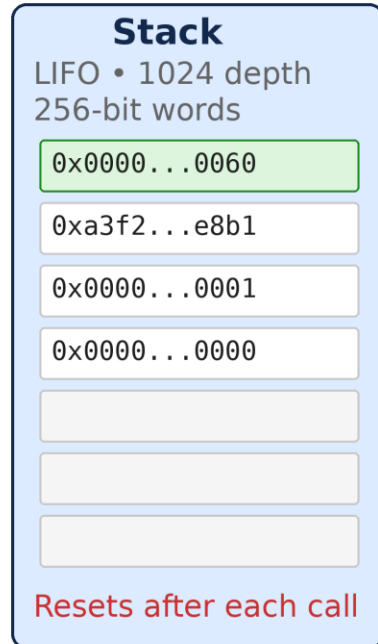 Stack
LIFO • 1024 depth
256-bit words
0x0000...0060
0xa3f2...e8b1
0x0000...0001
0x0000...0000
Resets after each call